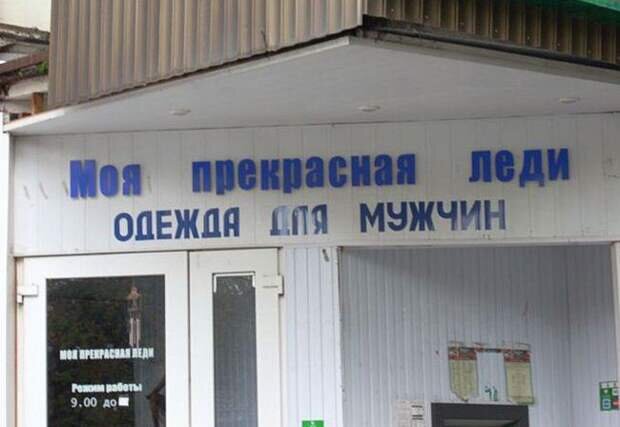 Моя прекрасная леди
ОДЕЖДА ДЛЯ МУЖЧИН
МОЯ ПРЕКРАСНАЯ ЛЕДИ
Режим работы
9.00 до